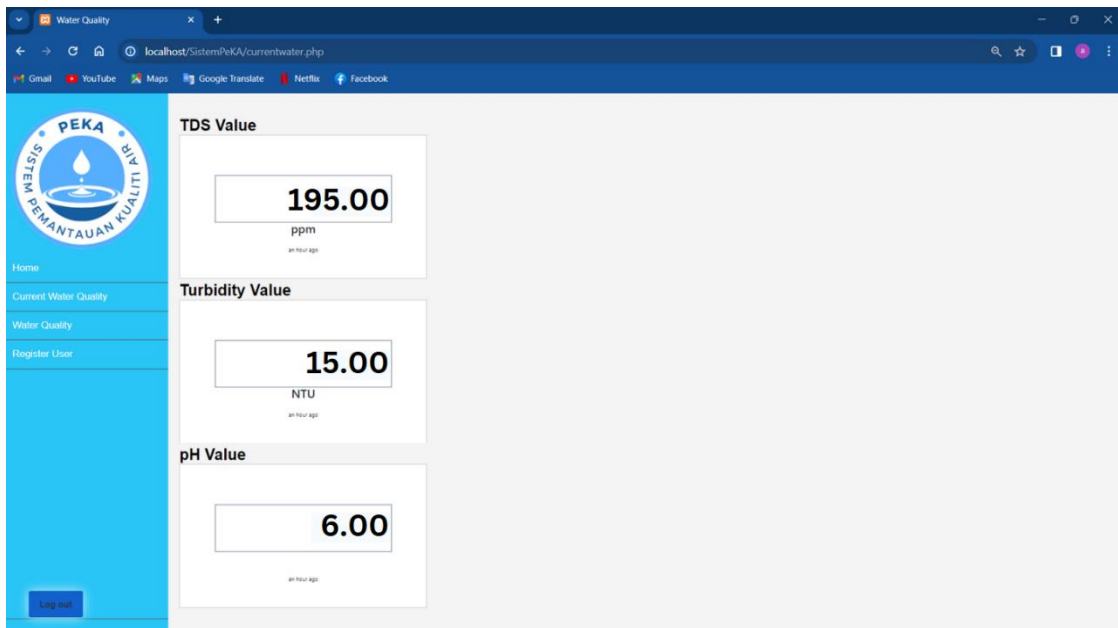 Water Quality
localhost/SistemPeKA/currentwater.php
Gmail YouTube Maps Google Translate Netflix Facebook
PEKA
SISTEM PEMANTAUAN KUALITI AIR
Home
Current Water Quality
Water Quality
Register User
Log out
TDS Value
195.00
ppm
an hour ago
Turbidity Value
15.00
NTU
an hour ago
pH Value
6.00
an hour ago